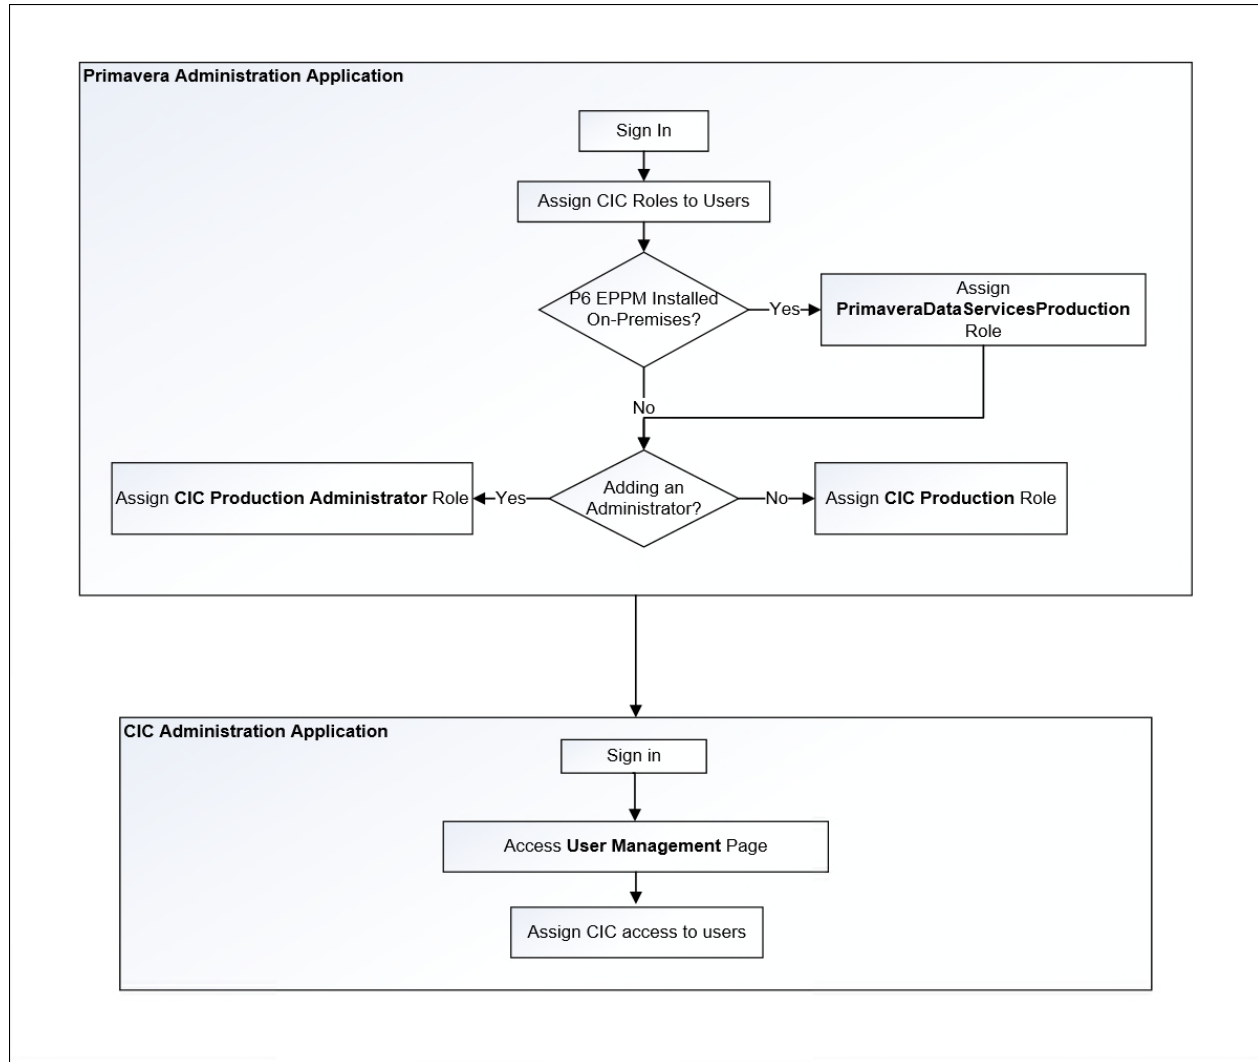 Primavera Administration Application
Sign In
Assign CIC Roles to Users
P6 EPPM Installed
On-Premises?
Yes
Assign
PrimaveraDataServicesProduction
Role
No
Assign CIC Production Administrator Role
Yes
Adding an
Administrator?
No
Assign CIC Production Role
CIC Administration Application
Sign in
Access User Management Page
Assign CIC access to users